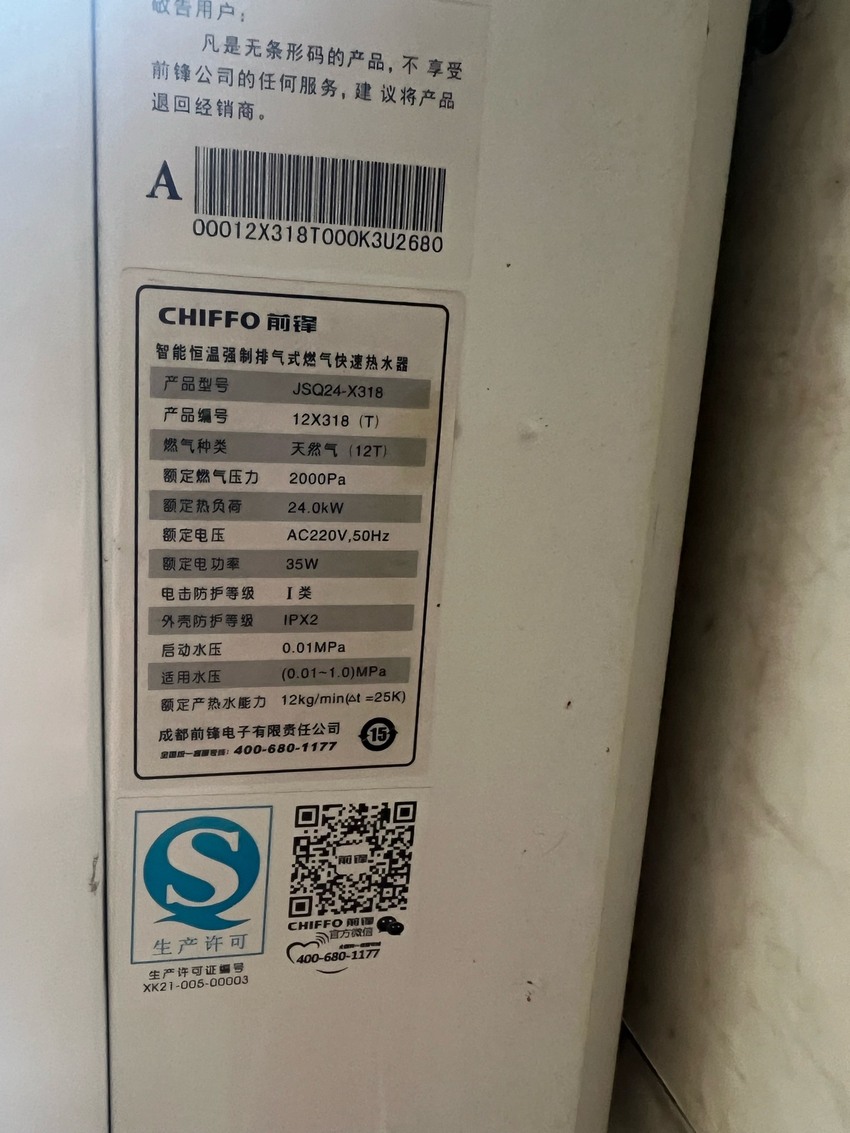 敬告用户：
凡是无条形码的产品，不 享受
前锋公司的任何服务，建 议将产品
退回经销商。
A
00012X318T000K3U2680
CHIFFO 前锋
智能恒温强制排气式燃气快速热水器
产品型号 JSQ24-X318
产品编号 12X318 (T)
燃气种类 天然气 (12T)
额定燃气压力 2000Pa
额定热负荷 24.0kW
额定电压 AC220V,50Hz
额定电功率 35W
电击防护等级 I 类
外壳防护等级 IPX2
启动水压 0.01MPa
适用水压 (0.01~1.0)MPa
额定产热水能力 12kg/min(△t =25K)
成都前锋电子有限责任公司
15
全国统一客服专线：400-680-1177
S
生产许可
生产许可证编号
XK21-005-00003
前锋
CHIFFO 前锋
官方微信
400-680-1177